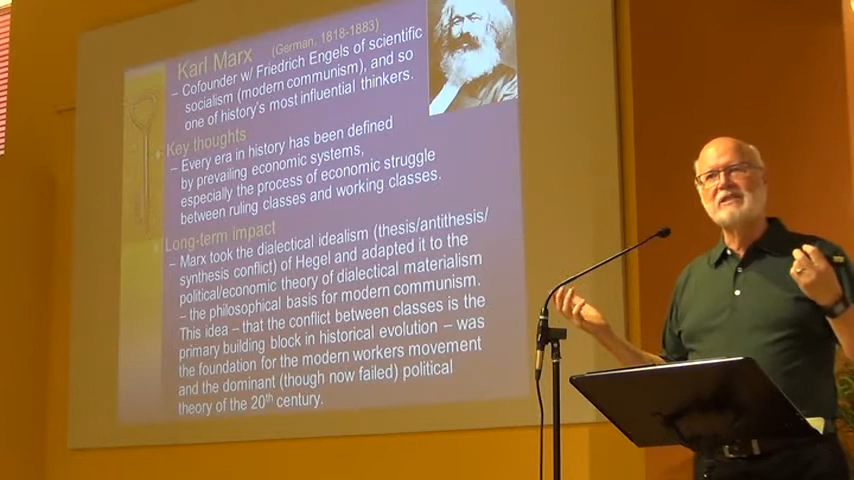 Karl Marx (German, 1818-1883)
– Cofounder w/ Friedrich Engels of scientific
socialism (modern communism), and so
one of history's most influential thinkers.
Key thoughts
– Every era in history has been defined
by prevailing economic systems,
especially the process of economic struggle
between ruling classes and working classes.
Long-term impact
– Marx took the dialectical idealism (thesis/antithesis/
synthesis conflict) of Hegel and adapted it to the
political/economic theory of dialectical materialism
– the philosophical basis for modern communism.
This idea – that the conflict between classes is the
primary building block in historical evolution – was
the foundation for the modern workers movement
and the dominant (though now failed) political
theory of the 20th century.